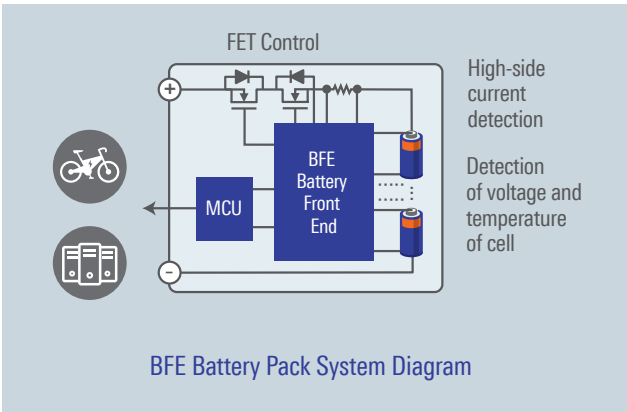 FET Control
+
High-side
current
detection
BFE
Battery
Front
End
MCU
Detection
of voltage and
temperature
of cell
-
BFE Battery Pack System Diagram